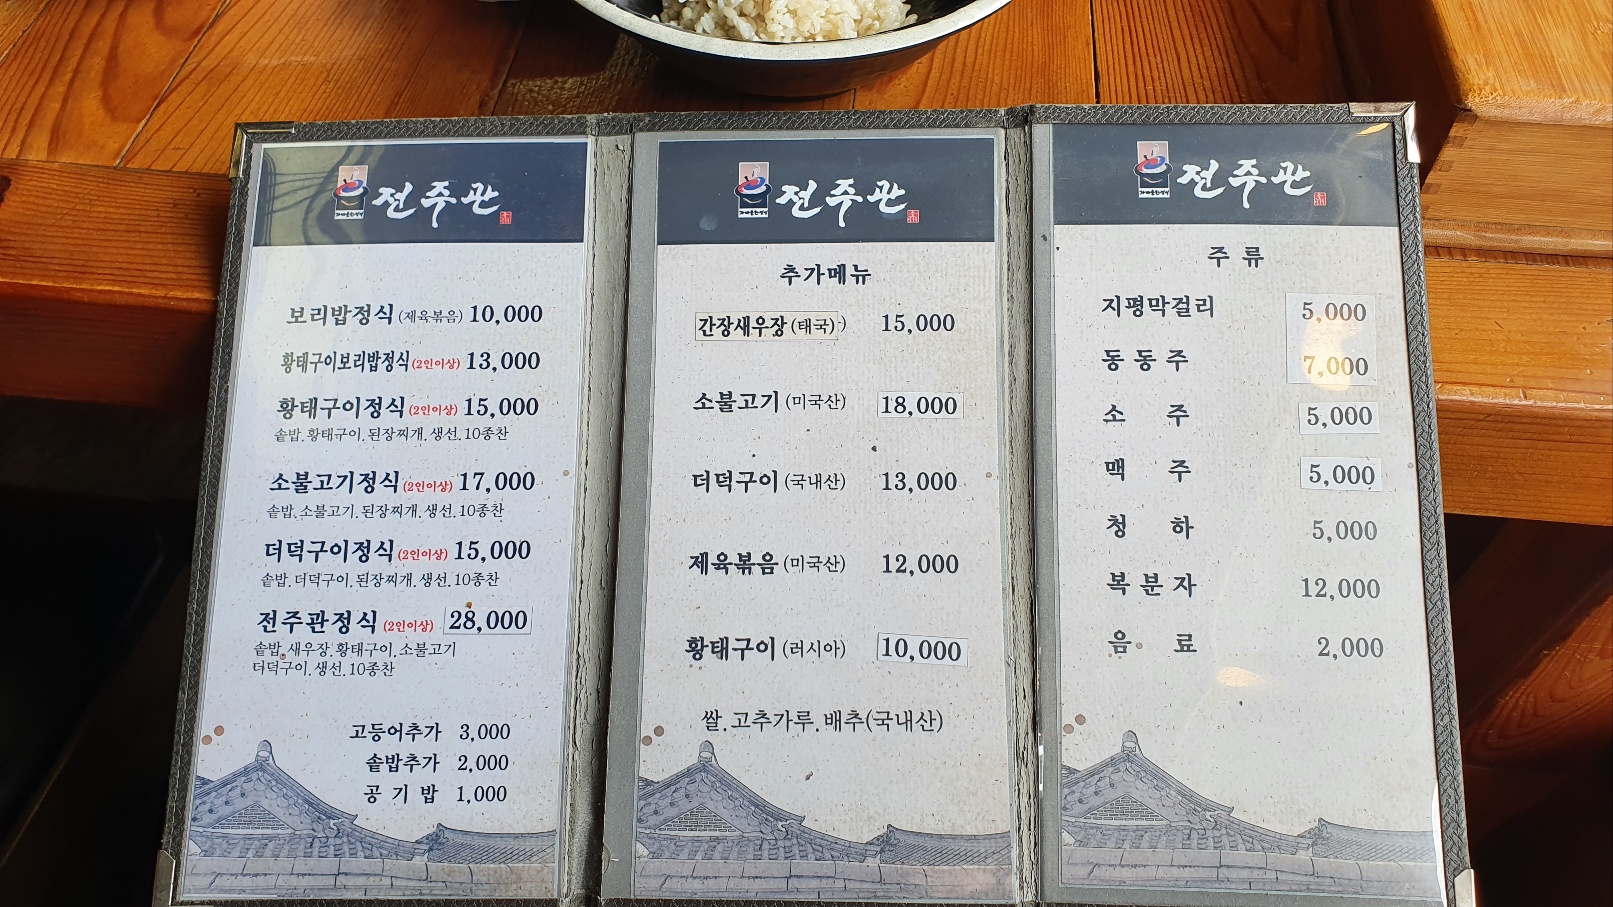 전주관
보리밥정식 (제육볶음) 10,000
황태구이보리밥정식 (2인이상) 13,000
황태구이정식 (2인이상) 15,000
솥밥. 황태구이. 된장찌개. 생선. 10종찬
소불고기정식 (2인이상) 17,000
솥밥. 소불고기. 된장찌개. 생선. 10종찬
더덕구이정식 (2인이상) 15,000
솥밥. 더덕구이. 된장찌개. 생선. 10종찬
전주관정식 (2인이상) 28,000
솥밥. 새우장. 황태구이. 소불고기
더덕구이. 생선. 10종찬
고등어추가 3,000
솥밥추가 2,000
공기밥 1,000
전주관
추가메뉴
간장새우장 (태국) 15,000
소불고기 (미국산) 18,000
더덕구이 (국내산) 13,000
제육볶음 (미국산) 12,000
황태구이 (러시아) 10,000
쌀. 고추가루. 배추(국내산)
전주관
주류
지평막걸리 5,000
동동주 7,000
소주 5,000
맥주 5,000
청하 5,000
복분자 12,000
음료 2,000